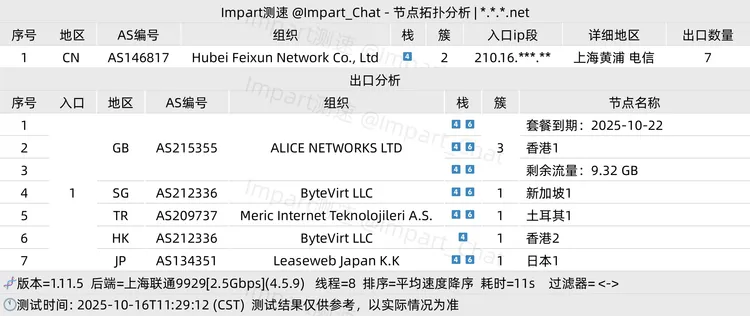 Impart测速 @Impart_Chat - 节点拓扑分析 | *.*.*.net
序号 地区 AS编号 组织 栈 簇 入口ip段 详细地区 出口数量
1 CN AS146817 Hubei Feixun Network Co., Ltd 4 2 210.16.***.** 上海黄浦 电信 7
出口分析
序号 入口 地区 AS编号 组织 栈 簇 节点名称
1 4 6 套餐到期：2025-10-22
2 GB AS215355 ALICE NETWORKS LTD 4 6 3 香港1
3 4 6 剩余流量：9.32 GB
4 1 SG AS212336 ByteVirt LLC 4 6 1 新加坡1
5 TR AS209737 Meric Internet Teknolojileri A.S. 4 6 1 土耳其1
6 HK AS212336 ByteVirt LLC 4 1 香港2
7 JP AS134351 Leaseweb Japan K.K 4 6 1 日本1
版本=1.11.5 后端=上海联通9929[2.5Gbps](4.5.9) 线程=8 排序=平均速度降序 耗时=11s 过滤器=<->
测试时间: 2025-10-16T11:29:12 (CST) 测试结果仅供参考，以实际情况为准